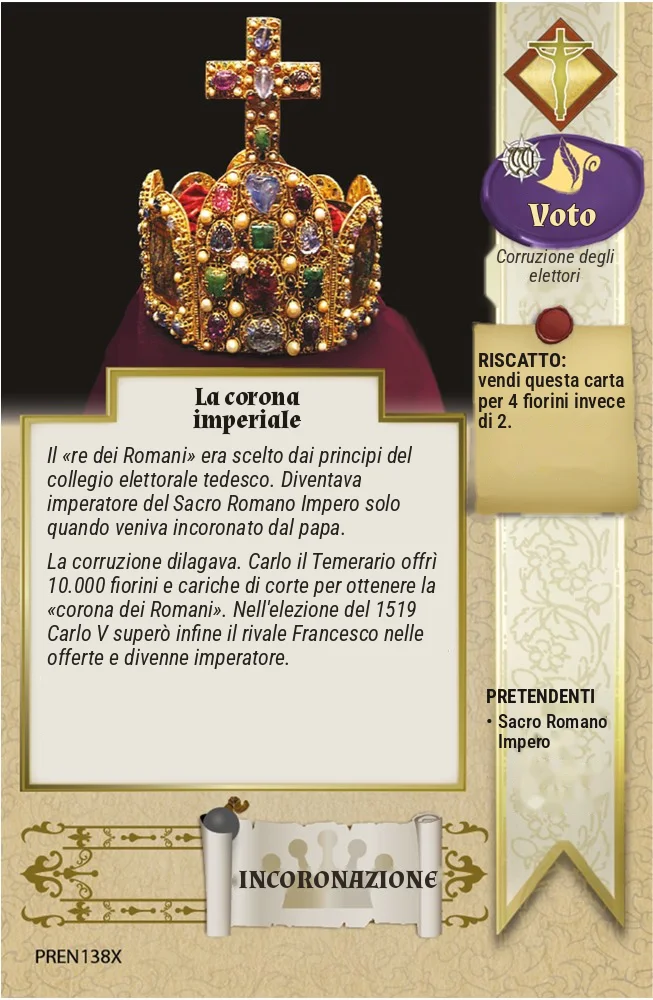 La corona
imperiale
Il «re dei Romani» era scelto dai principi del
collegio elettorale tedesco. Diventava
imperatore del Sacro Romano Impero solo
quando veniva incoronato dal papa.
La corruzione dilagava. Carlo il Temerario offrì
10.000 fiorini e cariche di corte per ottenere la
«corona dei Romani». Nell'elezione del 1519
Carlo V superò infine il rivale Francesco nelle
offerte e divenne imperatore.
INCORONAZIONE
PREN138X
Voto
Corruzione degli
elettori
RISCATTO:
vendi questa carta
per 4 fiorini invece
di 2.
PRETENDENTI
• Sacro Romano
Impero